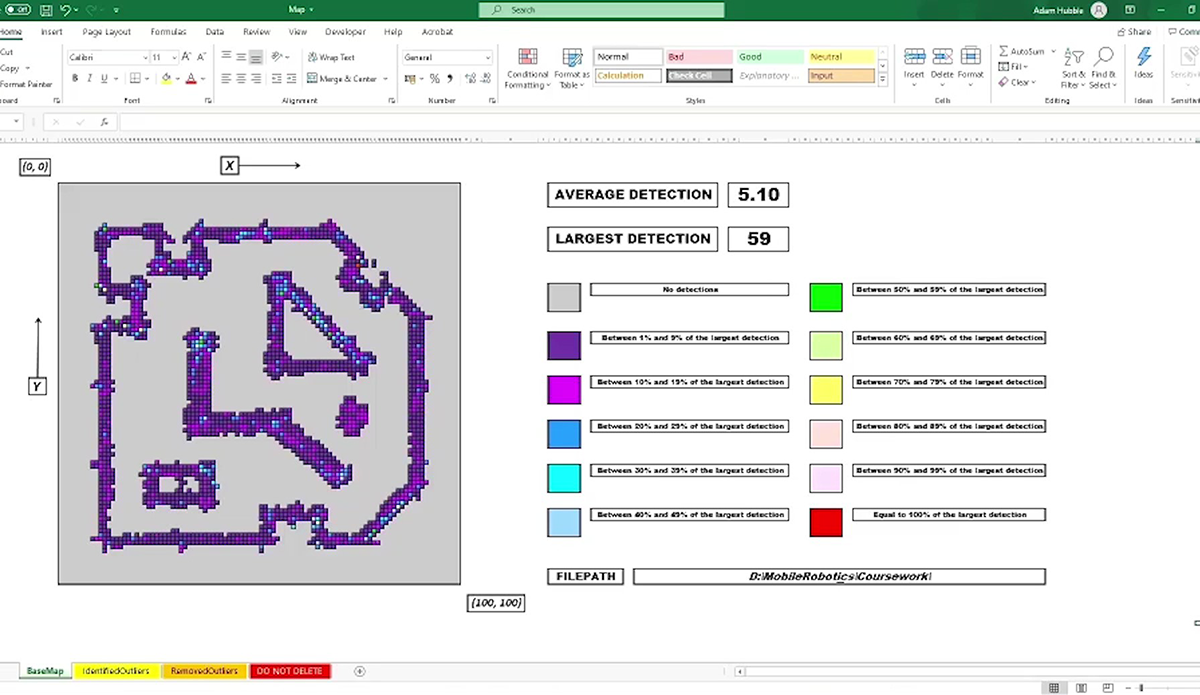 Off
Map
Search
Adam Hubble
Home Insert Page Layout Formulas Data Review View Developer Help Acrobat
Share
Cut
Copy
Format Painter
Calibri 11
B I U
Wrap Text
Merge & Center
General
Conditional Formatting
Format as Table
Normal Bad Good Neutral
Calculation Check Cell Explanatory ... Input
Insert Delete Format
AutoSum
Fill
Clear
Sort & Filter
Find & Select
Ideas
Font Alignment Number Styles Cells Editing Ideas
fx
(0, 0)
X
Y
(100, 100)
AVERAGE DETECTION 5.10
LARGEST DETECTION 59
No detections
Between 1% and 9% of the largest detection
Between 10% and 19% of the largest detection
Between 20% and 29% of the largest detection
Between 30% and 39% of the largest detection
Between 40% and 49% of the largest detection
Between 50% and 59% of the largest detection
Between 60% and 69% of the largest detection
Between 70% and 79% of the largest detection
Between 80% and 89% of the largest detection
Between 90% and 99% of the largest detection
Equal to 100% of the largest detection
FILEPATH D:\MobileRobotics\Coursework\
BaseMap IdentifiedOutliers RemovedOutliers DO NOT DELETE